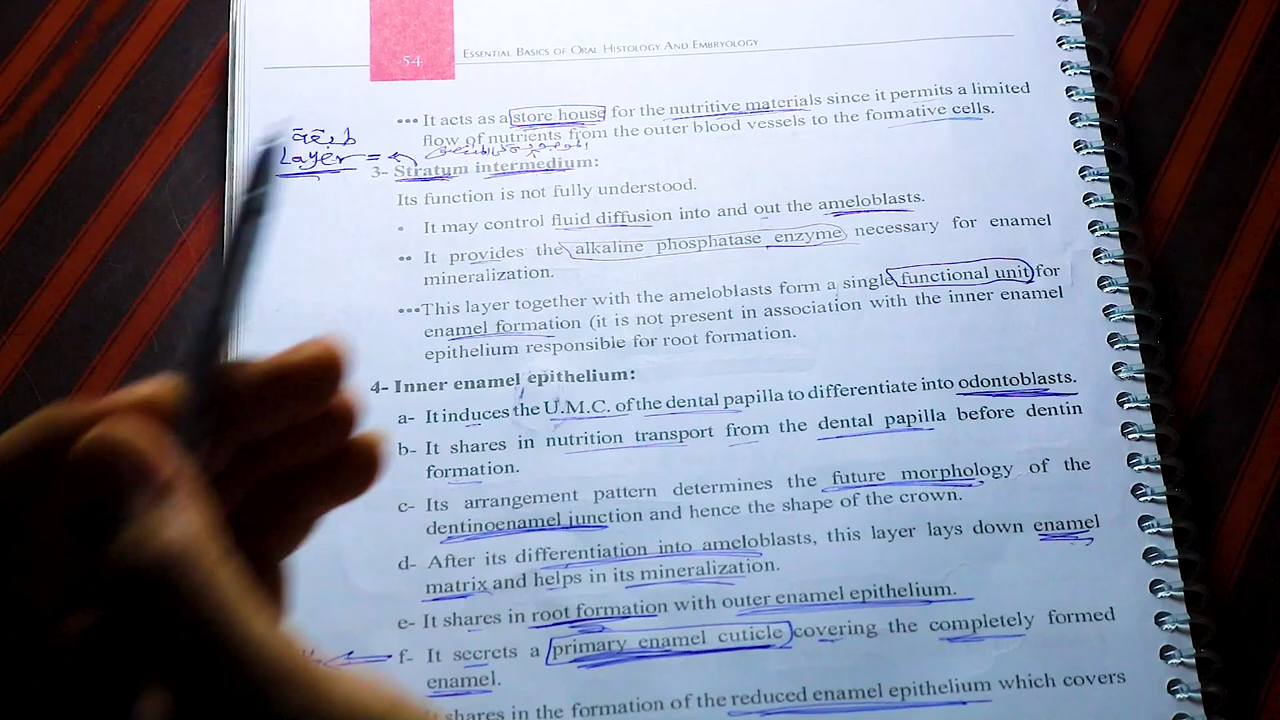 54
ESSENTIAL BASICS OF ORAL HISTOLOGY AND EMBRYOLOGY
••• It acts as a store house for the nutritive materials since it permits a limited
flow of nutrients from the outer blood vessels to the formative cells.
طبقة
Layer =
3- Stratum intermedium:
Its function is not fully understood.
• It may control fluid diffusion into and out the ameloblasts.
•• It provides the alkaline phosphatase enzyme necessary for enamel
mineralization.
••• This layer together with the ameloblasts form a single functional unit for
enamel formation (it is not present in association with the inner enamel
epithelium responsible for root formation.
4- Inner enamel epithelium:
a- It induces the U.M.C. of the dental papilla to differentiate into odontoblasts.
b- It shares in nutrition transport from the dental papilla before dentin
formation.
c- Its arrangement pattern determines the future morphology of the
dentinoenamel junction and hence the shape of the crown.
d- After its differentiation into ameloblasts, this layer lays down enamel
matrix and helps in its mineralization.
e- It shares in root formation with outer enamel epithelium.
f- It secrets a primary enamel cuticle covering the completely formed
enamel.
shares in the formation of the reduced enamel epithelium which covers